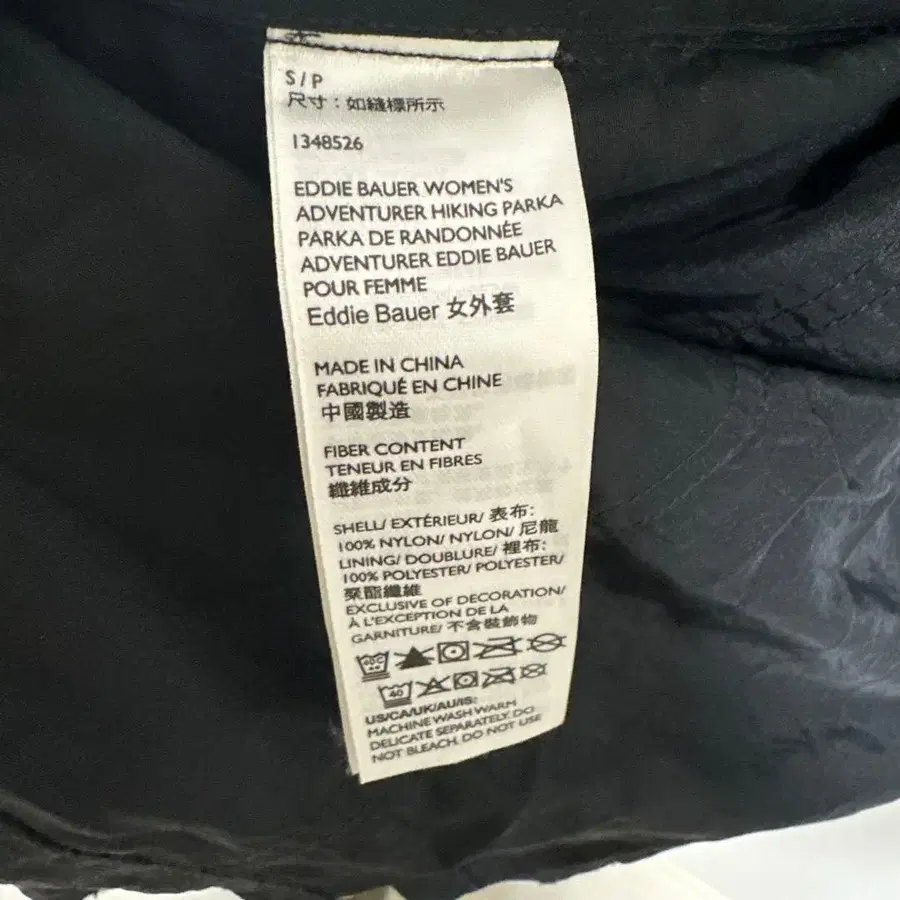 S/P
尺寸：如縫標所示
1348526
EDDIE BAUER WOMEN'S
ADVENTURER HIKING PARKA
PARKA DE RANDONNÉE
ADVENTURER EDDIE BAUER
POUR FEMME
Eddie Bauer 女外套
MADE IN CHINA
FABRIQUÉ EN CHINE
中國製造
FIBER CONTENT
TENEUR EN FIBRES
纖維成分
SHELL/ EXTÉRIEUR/ 表布:
100% NYLON/ NYLON/ 尼龍
LINING/ DOUBLURE/ 裡布:
100% POLYESTER/ POLYESTER/
聚酯纖維
EXCLUSIVE OF DECORATION/
À L'EXCEPTION DE LA
GARNITURE/ 不含裝飾物
40C
40
US/CA/UK/AU/IS:
MACHINE WASH WARM
DELICATE SEPARATELY. DO
NOT BLEACH. DO NOT USE